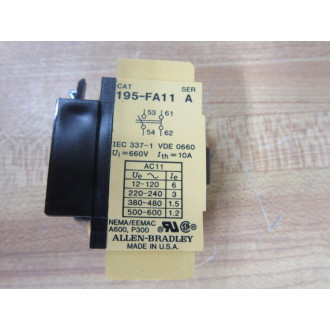 CAT SER
195-FA11 A
53 61
54 62
IEC 337-1 VDE 0660
Ui=660V Ith=10A
AC11
Ue ~ Ie
12-120 6
220-240 3
380-480 1.5
500-600 1.2
NEMA/EEMAC
A600, P300
ALLEN-BRADLEY
MADE IN U.S.A.